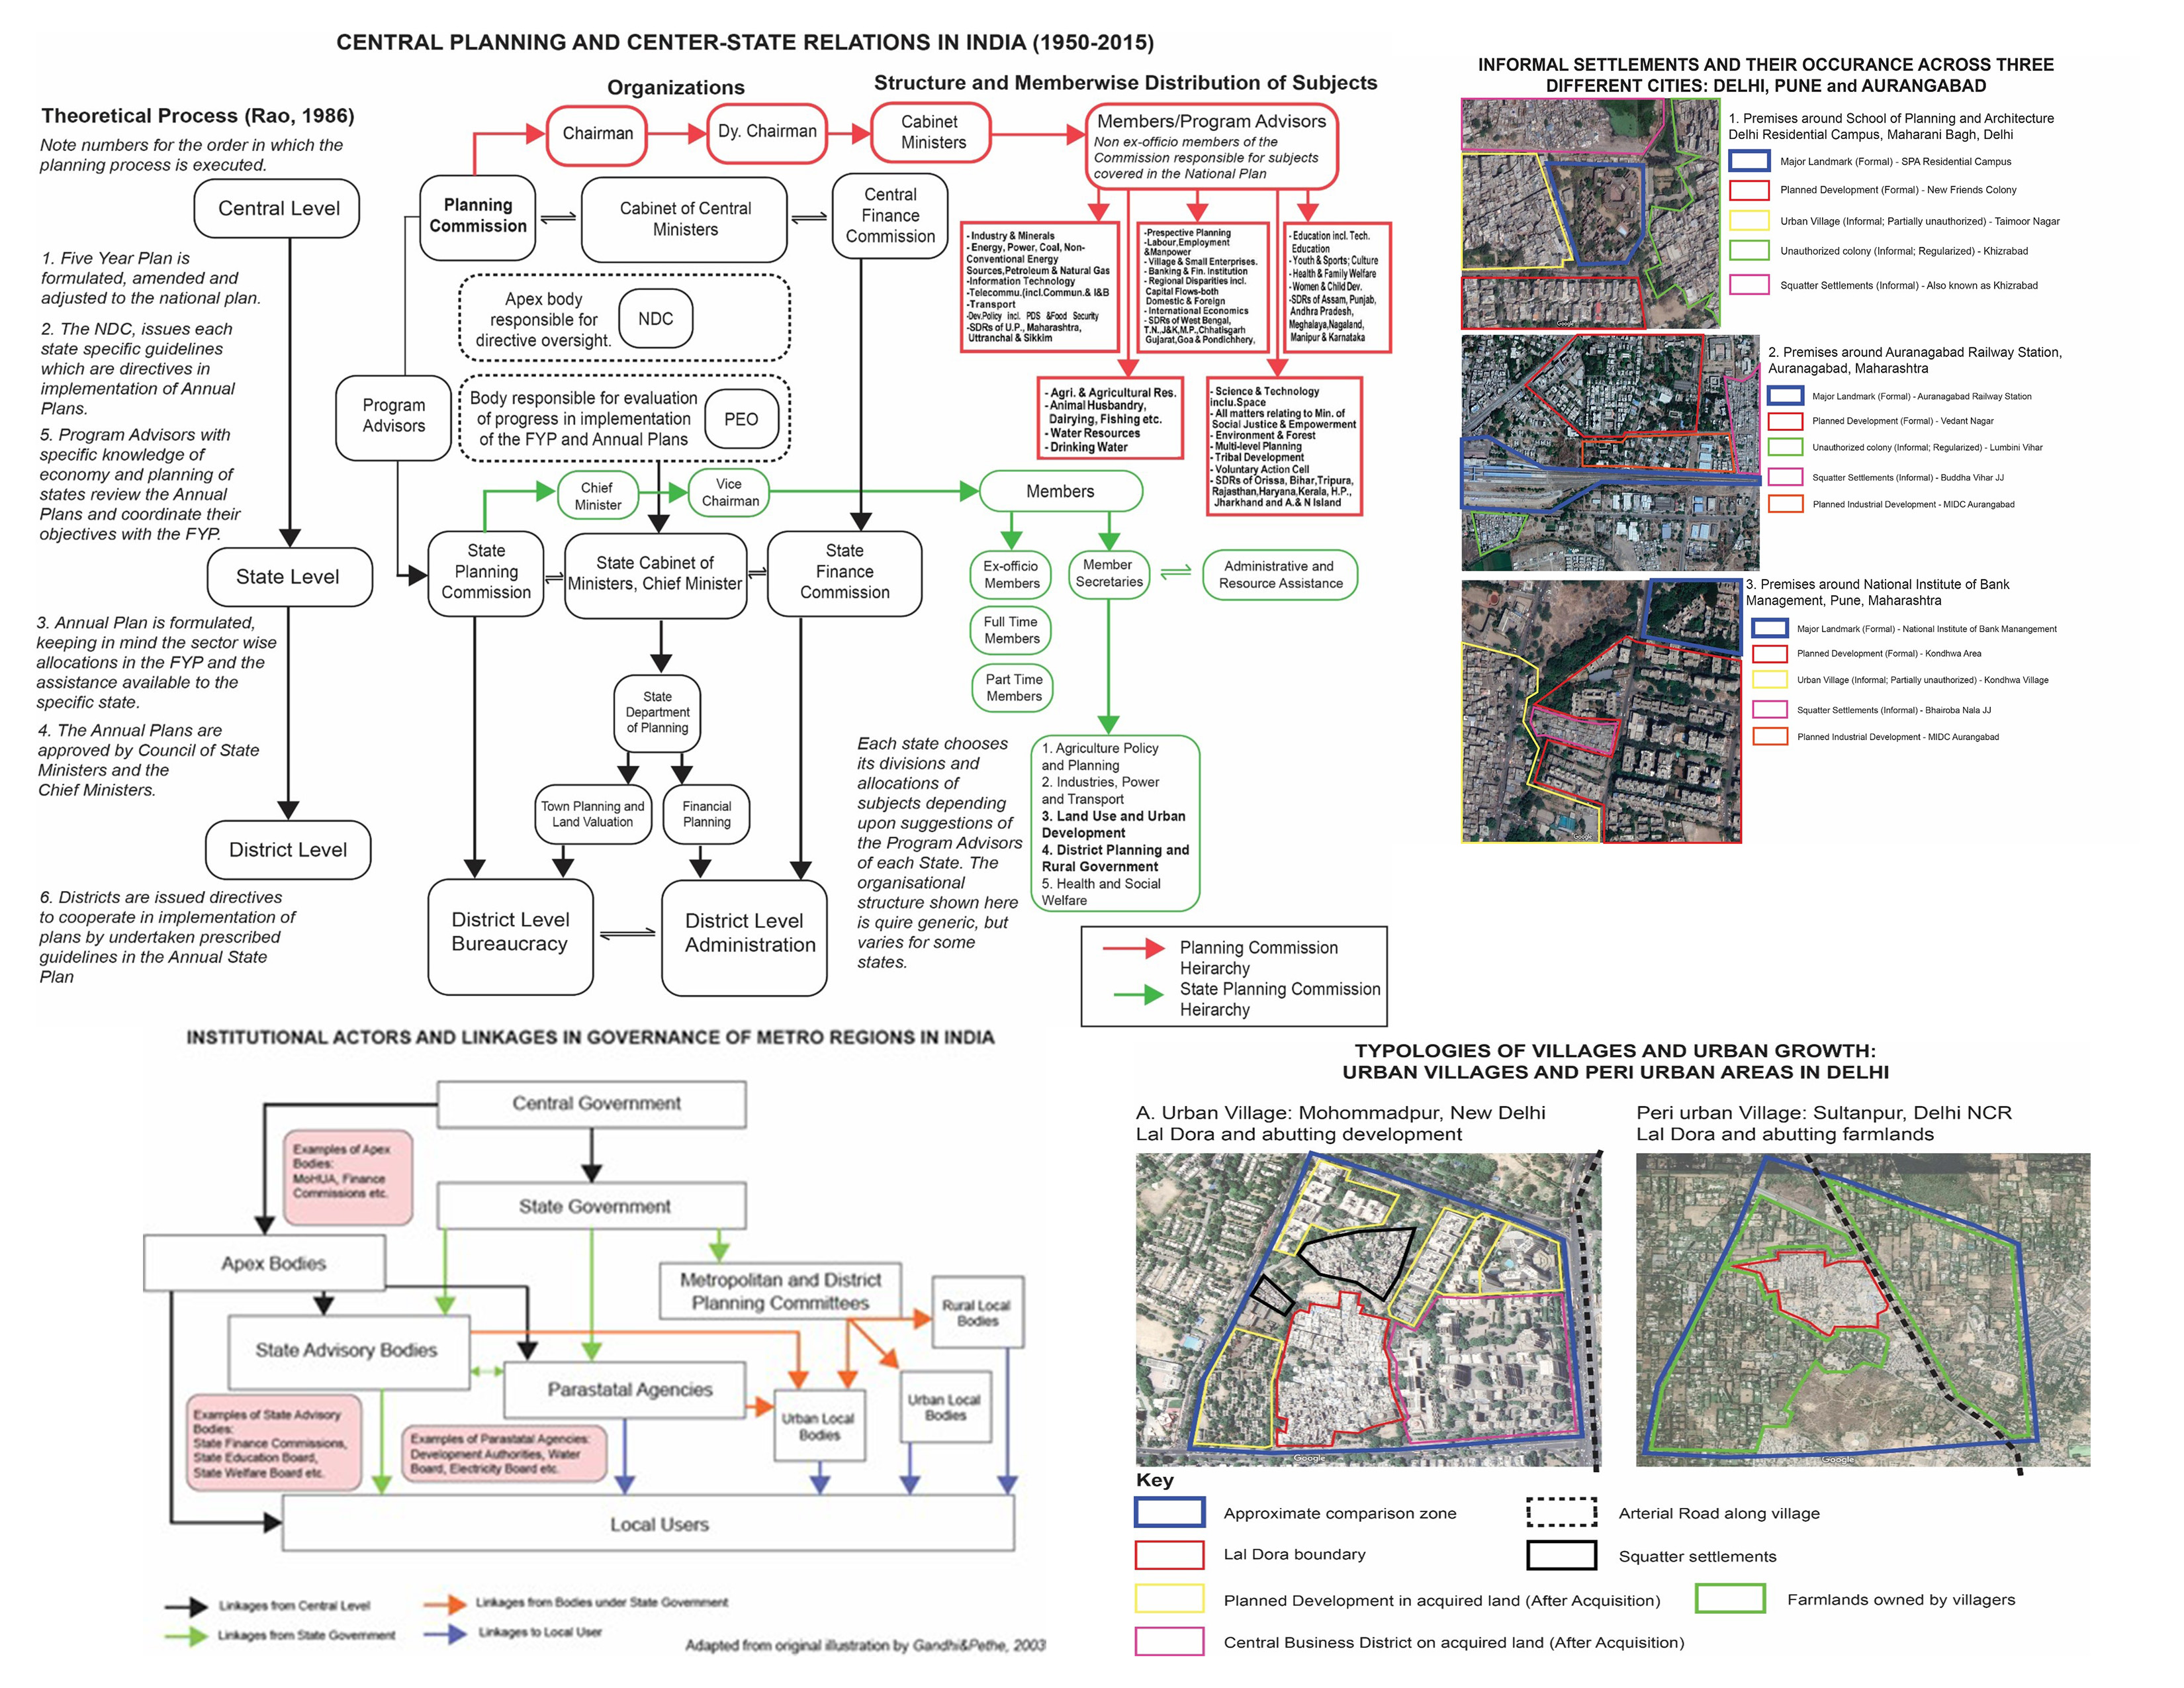 CENTRAL PLANNING AND CENTER-STATE RELATIONS IN INDIA (1950-2015)
Theoretical Process (Rao, 1986)
Note numbers for the order in which the
planning process is executed.
Central Level
1. Five Year Plan is
formulated, amended and
adjusted to the national plan.
2. The NDC, issues each
state specific guidelines
which are directives in
implementation of Annual
Plans.
5. Program Advisors with
specific knowledge of
economy and planning of
states review the Annual
Plans and coordinate their
objectives with the FYP.
State Level
3. Annual Plan is formulated,
keeping in mind the sector wise
allocations in the FYP and the
assistance available to the
specific state.
4. The Annual Plans are
approved by Council of State
Ministers and the
Chief Ministers.
District Level
6. Districts are issued directives
to cooperate in implementation of
plans by undertaken prescribed
guidelines in the Annual State
Plan
Organizations
Structure and Memberwise Distribution of Subjects
Chairman
Dy. Chairman
Cabinet
Ministers
Members/Program Advisors
Non ex-officio members of the
Commission responsible for subjects
covered in the National Plan
Planning
Commission
Cabinet of Central
Ministers
Central
Finance
Commission
Apex body
responsible for
directive oversight.
NDC
Program
Advisors
Body responsible for evaluation
of progress in implementation
of the FYP and Annual Plans
PEO
- Industry & Minerals
- Energy, Power, Coal, Non-
Conventional Energy
Sources,Petroleum & Natural Gas
-Information Technology
-Telecommu.(incl.Commun.& I&B
-Transport
-Dev.Policy incl. PDS &Food Security
-SDRs of U.P., Maharashtra,
Uttranchal & Sikkim
-Prespective Planning
-Labour,Employment
&Manpower
- Village & Small Enterprises.
- Banking & Fin. Institution
- Regional Disparities incl.
Capital Flows-both
Domestic & Foreign
- International Economics
- SDRs of West Bengal,
T.N.,J&K,M.P.,Chhatisgarh
Gujarat,Goa & Pondichhery,
- Education incl. Tech.
Education
- Youth & Sports; Culture
- Health & Family Welfare
- Women & Child Dev.
-SDRs of Assam, Punjab,
Andhra Pradesh,
Meghalaya,Nagaland,
Manipur & Karnataka
- Agri. & Agricultural Res.
- Animal Husbandry,
Dairying, Fishing etc.
- Water Resources
- Drinking Water
- Science & Technology
inclu.Space
- All matters relating to Min. of
Social Justice & Empowerment
- Environment & Forest
- Multi-level Planning
- Tribal Development
- Voluntary Action Cell
- SDRs of Orissa, Bihar,Tripura,
Rajasthan,Haryana,Kerala, H.P.,
Jharkhand and A.& N Island
Chief
Minister
Vice
Chairman
Members
State
Planning
Commission
State Cabinet of
Ministers, Chief Minister
State
Finance
Commission
Ex-officio
Members
Member
Secretaries
Administrative and
Resource Assistance
Full Time
Members
Part Time
Members
State
Department
of Planning
Town Planning and
Land Valuation
Financial
Planning
District Level
Bureaucracy
District Level
Administration
Each state chooses
its divisions and
allocations of
subjects depending
upon suggestions of
the Program Advisors
of each State. The
organisational
structure shown here
is quire generic, but
varies for some
states.
1. Agriculture Policy
and Planning
2. Industries, Power
and Transport
3. Land Use and Urban
Development
4. District Planning and
Rural Government
5. Health and Social
Welfare
Planning Commission
Heirarchy
State Planning Commission
Heirarchy
INFORMAL SETTLEMENTS AND THEIR OCCURANCE ACROSS THREE
DIFFERENT CITIES: DELHI, PUNE and AURANGABAD
1. Premises around School of Planning and Architecture
Delhi Residential Campus, Maharani Bagh, Delhi
Major Landmark (Formal) - SPA Residential Campus
Planned Development (Formal) - New Friends Colony
Urban Village (Informal; Partially unauthorized) - Taimoor Nagar
Unauthorized colony (Informal; Regularized) - Khizrabad
Squatter Settlements (Informal) - Also known as Khizrabad
Google
2. Premises around Auranagabad Railway Station,
Auranagabad, Maharashtra
Major Landmark (Formal) - Auranagabad Railway Station
Planned Development (Formal) - Vedant Nagar
Unauthorized colony (Informal; Regularized) - Lumbini Vihar
Squatter Settlements (Informal) - Buddha Vihar JJ
Planned Industrial Development - MIDC Aurangabad
3. Premises around National Institute of Bank
Management, Pune, Maharashtra
Major Landmark (Formal) - National Institute of Bank Manangement
Planned Development (Formal) - Kondhwa Area
Urban Village (Informal; Partially unauthorized) - Kondhwa Village
Squatter Settlements (Informal) - Bhairoba Nala JJ
Planned Industrial Development - MIDC Aurangabad
Google
INSTITUTIONAL ACTORS AND LINKAGES IN GOVERNANCE OF METRO REGIONS IN INDIA
Central Government
Examples of Apex
Bodies:
MoHUA, Finance
Commissions etc.
State Government
Apex Bodies
Metropolitan and District
Planning Committees
Rural Local
Bodies
State Advisory Bodies
Parastatal Agencies
Urban Local
Bodies
Urban Local
Bodies
Examples of State Advisory
Bodies:
State Finance Commissions,
State Education Board,
State Welfare Board etc.
Examples of Parastatal Agencies:
Development Authorities, Water
Board, Electricity Board etc.
Local Users
Linkages from Central Level
Linkages from Bodies under State Government
Linkages from State Government
Linkages to Local User
Adapted from original illustration by Gandhi&Pethe, 2003
TYPOLOGIES OF VILLAGES AND URBAN GROWTH:
URBAN VILLAGES AND PERI URBAN AREAS IN DELHI
A. Urban Village: Mohommadpur, New Delhi
Lal Dora and abutting development
Peri urban Village: Sultanpur, Delhi NCR
Lal Dora and abutting farmlands
Google
Google
Key
Approximate comparison zone
Arterial Road along village
Lal Dora boundary
Squatter settlements
Planned Development in acquired land (After Acquisition)
Farmlands owned by villagers
Central Business District on acquired land (After Acquisition)